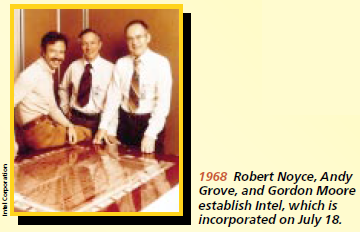 Intel Corporation
1968 Robert Noyce, Andy
Grove, and Gordon Moore
establish Intel, which is
incorporated on July 18.